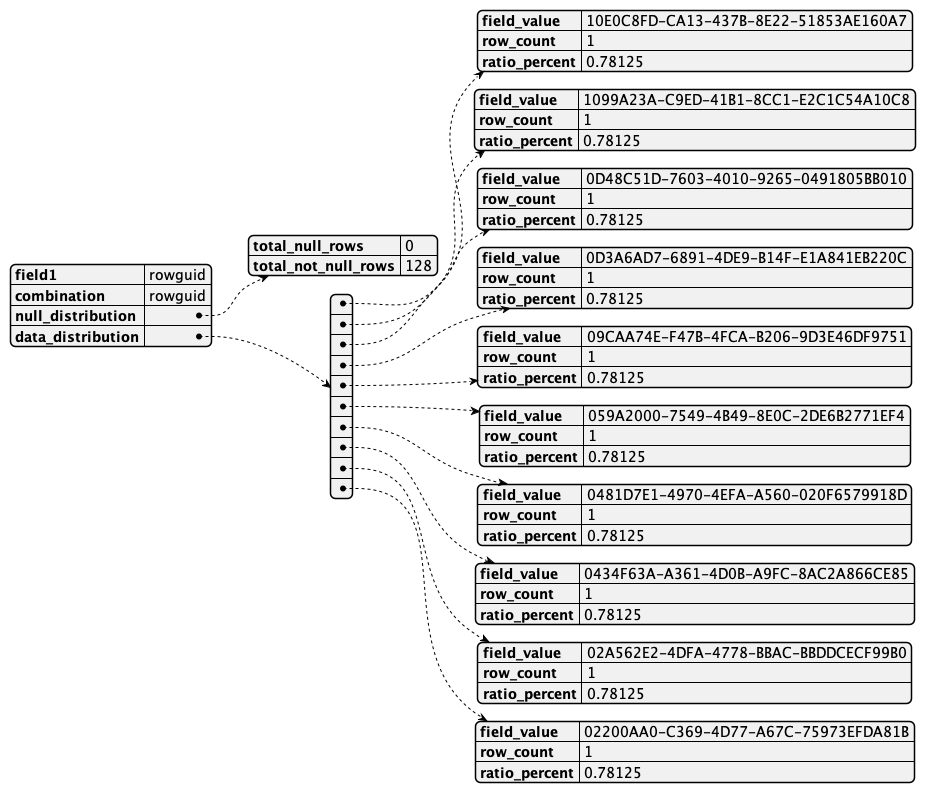 field1 rowguid
combination rowguid
null_distribution
data_distribution
total_null_rows 0
total_not_null_rows 128
field_value 10E0C8FD-CA13-437B-8E22-51853AE160A7
row_count 1
ratio_percent 0.78125
field_value 1099A23A-C9ED-41B1-8CC1-E2C1C54A10C8
row_count 1
ratio_percent 0.78125
field_value 0D48C51D-7603-4010-9265-0491805BB010
row_count 1
ratio_percent 0.78125
field_value 0D3A6AD7-6891-4DE9-B14F-E1A841EB220C
row_count 1
ratio_percent 0.78125
field_value 09CAA74E-F47B-4FCA-B206-9D3E46DF9751
row_count 1
ratio_percent 0.78125
field_value 059A2000-7549-4B49-8E0C-2DE6B2771EF4
row_count 1
ratio_percent 0.78125
field_value 0481D7E1-4970-4EFA-A560-020F6579918D
row_count 1
ratio_percent 0.78125
field_value 0434F63A-A361-4D0B-A9FC-8AC2A866CE85
row_count 1
ratio_percent 0.78125
field_value 02A562E2-4DFA-4778-BBAC-BBDDCECF99B0
row_count 1
ratio_percent 0.78125
field_value 02200AA0-C369-4D77-A67C-75973EFDA81B
row_count 1
ratio_percent 0.78125